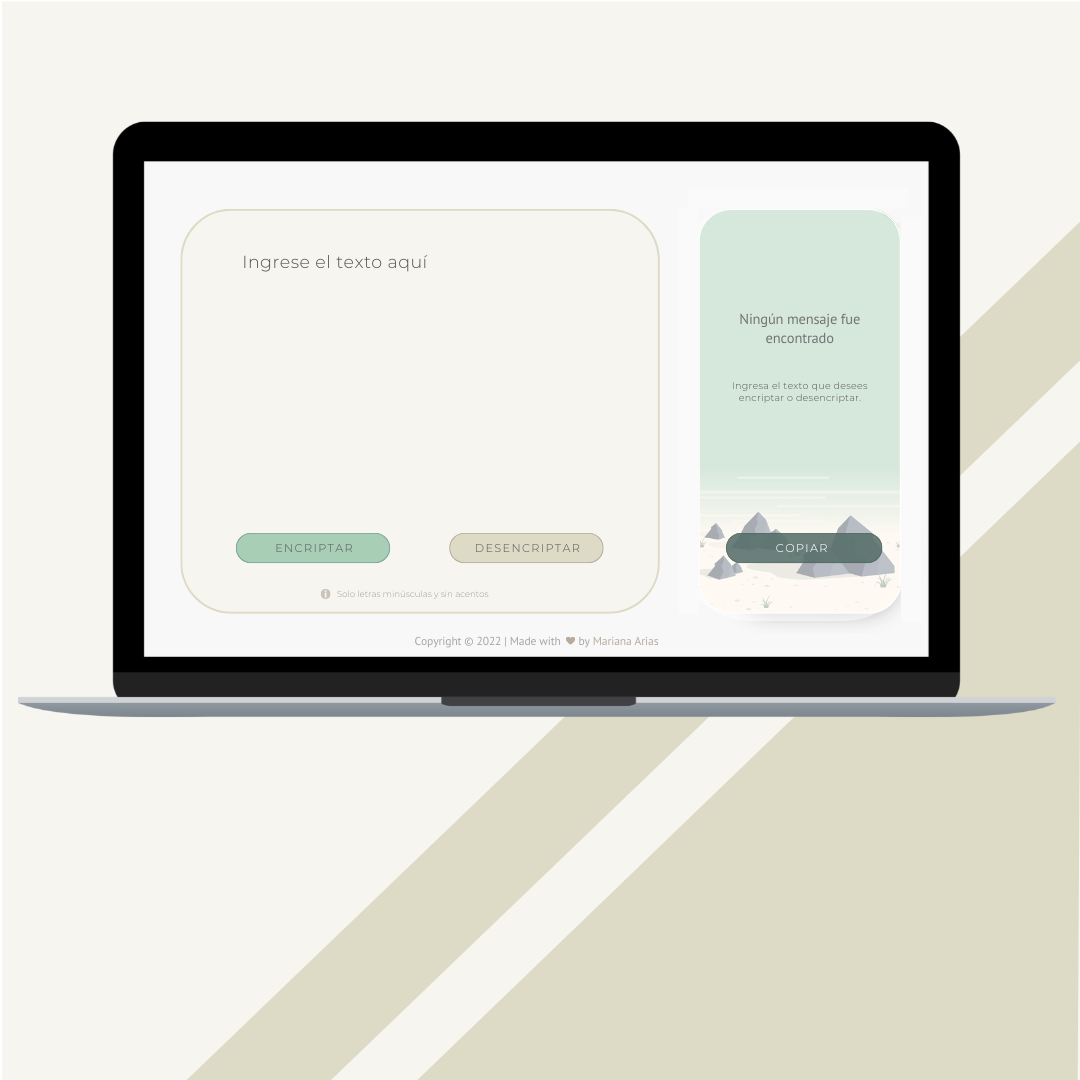 Ingrese el texto aquí
ENCRIPTAR
DESENCRIPTAR
Solo letras minúsculas y sin acentos
Ningún mensaje fue
encontrado
Ingresa el texto que desees
encriptar o desencriptar.
COPIAR
Copyright © 2022 | Made with ❤ by Mariana Arias